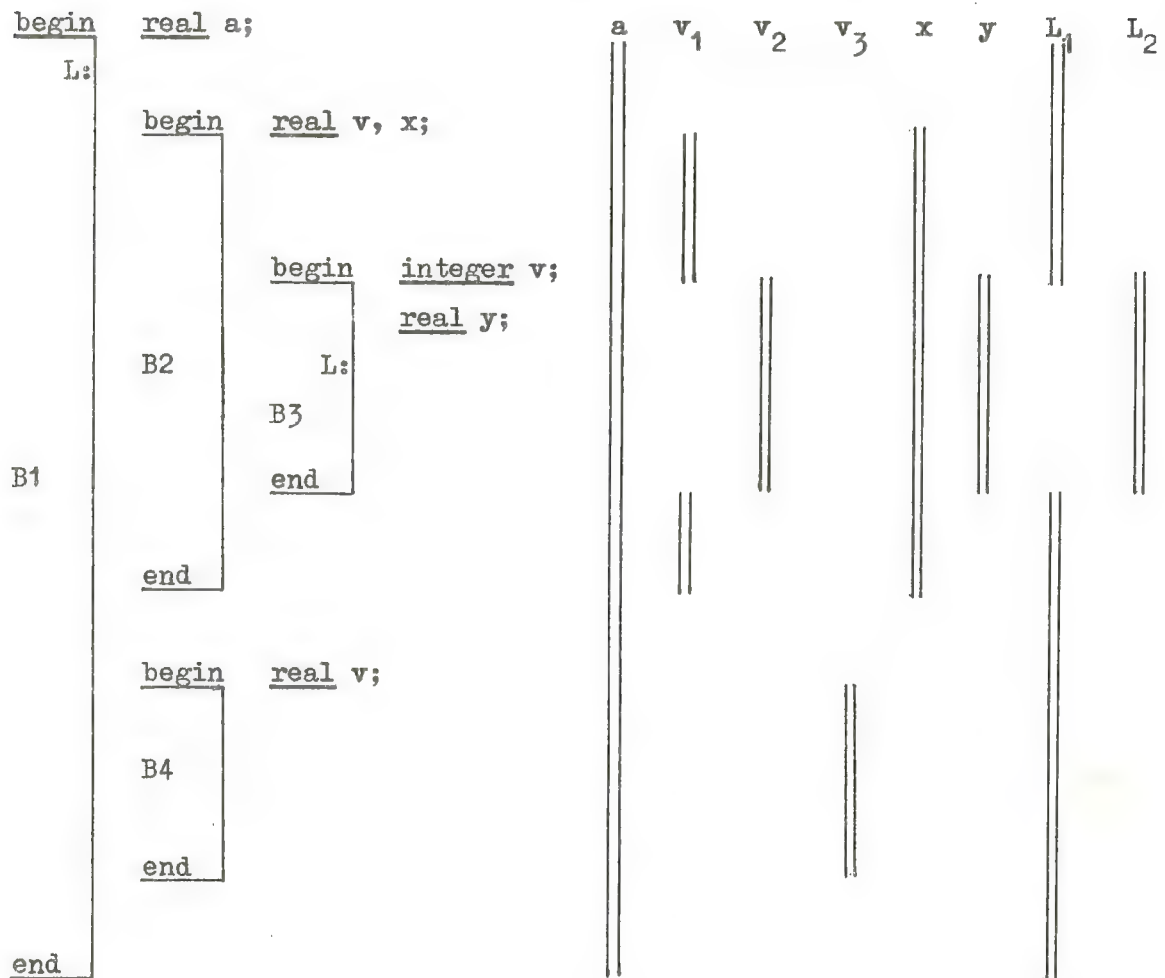 begin real a; a v₁ v₂ v₃ x y L₁ L₂
L:
begin real v, x;
begin integer v;
real y;
B2 L:
B3
B1 end
end
begin real v;
B4
end
end